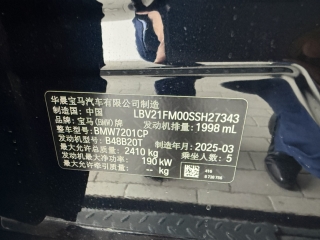 华晨宝马汽车有限公司制造
制造国: 中国 LBV21FM00SSH27343
品牌: 宝马(BMW)牌 发动机排量: 1998 mL
整车型号: BMW7201CP
发动机型号: B48B20T 制造年月: 2025-03
最大允许总质量: 2410 kg 乘坐人数: 5
发动机最大净功率: 190 kW
最大允许牵引质量: -- kg